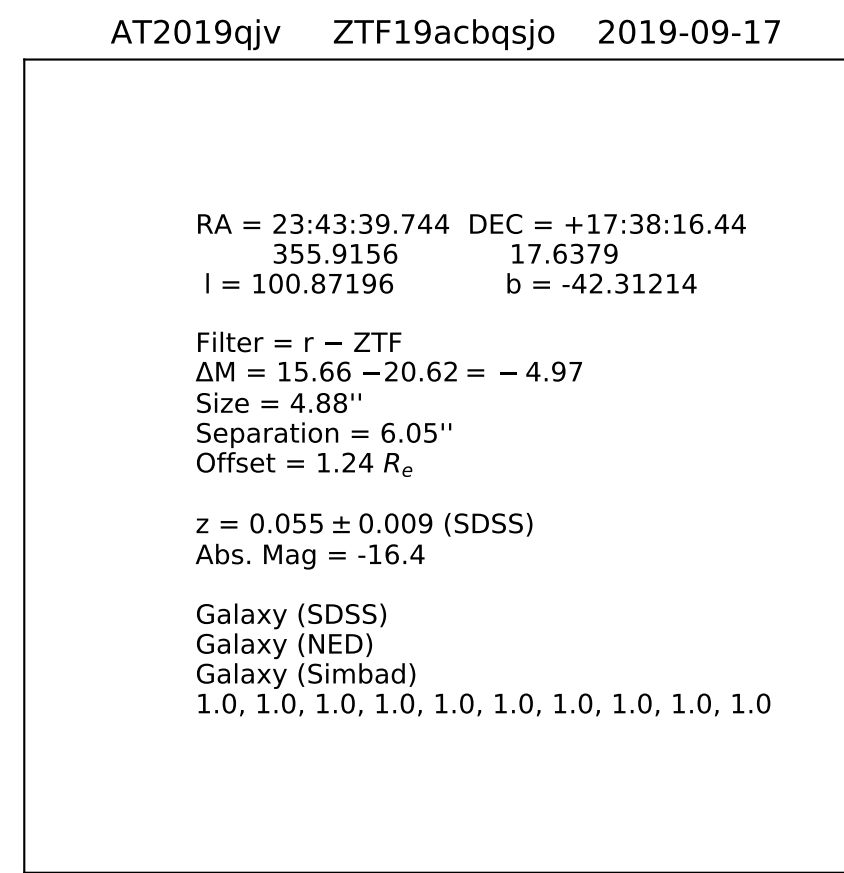 AT2019qjv ZTF19acbqsjo 2019-09-17
RA = 23:43:39.744 DEC = +17:38:16.44
355.9156 17.6379
l = 100.87196 b = -42.31214
Filter = r − ZTF
ΔM = 15.66 −20.62 = − 4.97
Size = 4.88''
Separation = 6.05''
Offset = 1.24 Re
z = 0.055 ± 0.009 (SDSS)
Abs. Mag = -16.4
Galaxy (SDSS)
Galaxy (NED)
Galaxy (Simbad)
1.0, 1.0, 1.0, 1.0, 1.0, 1.0, 1.0, 1.0, 1.0, 1.0